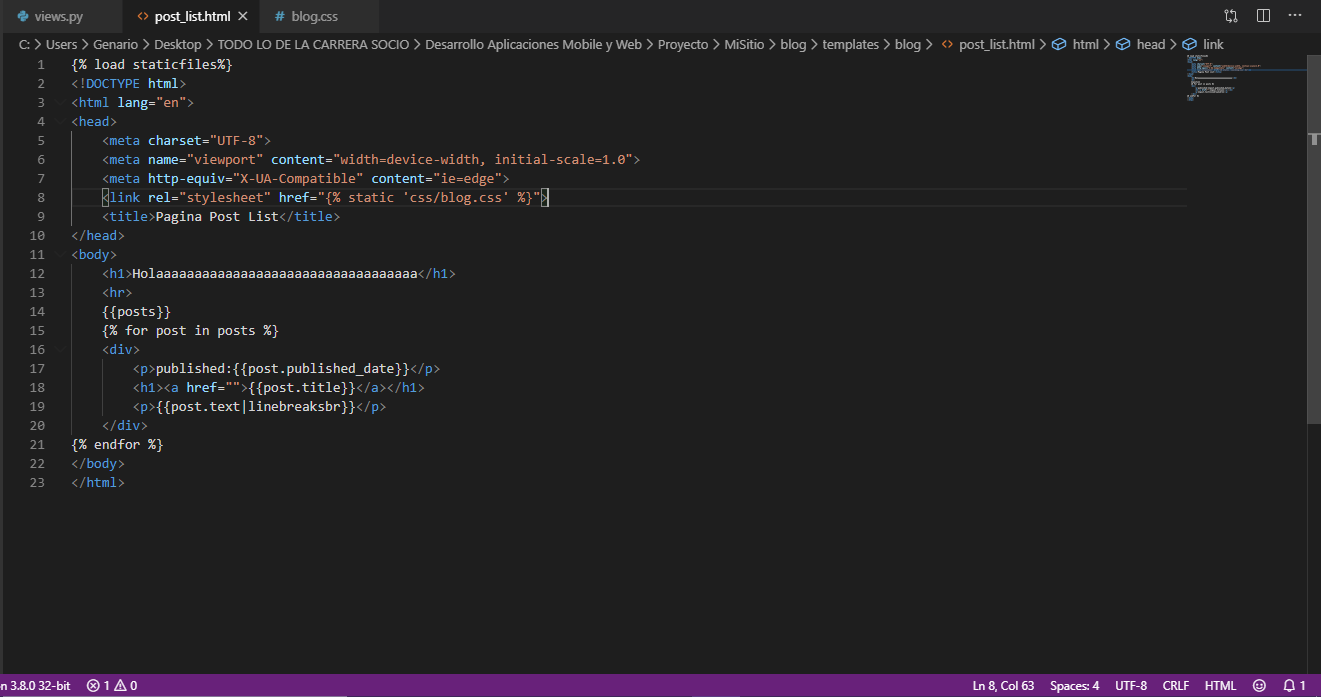 views.py post_list.html blog.css
C: > Users > Genario > Desktop > TODO LO DE LA CARRERA SOCIO > Desarrollo Aplicaciones Mobile y Web > Proyecto > MiSitio > blog > templates > blog > post_list.html > html > head > link
1 {% load staticfiles%}
2 <!DOCTYPE html>
3 <html lang="en">
4 <head>
5 <meta charset="UTF-8">
6 <meta name="viewport" content="width=device-width, initial-scale=1.0">
7 <meta http-equiv="X-UA-Compatible" content="ie=edge">
8 <link rel="stylesheet" href="{% static 'css/blog.css' %}">
9 <title>Pagina Post List</title>
10 </head>
11 <body>
12 <h1>Holaaaaaaaaaaaaaaaaaaaaaaaaaaaaaaaaaaa</h1>
13 <hr>
14 {{posts}}
15 {% for post in posts %}
16 <div>
17 <p>published:{{post.published_date}}</p>
18 <h1><a href="">{{post.title}}</a></h1>
19 <p>{{post.text|linebreaksbr}}</p>
20 </div>
21 {% endfor %}
22 </body>
23 </html>
n 3.8.0 32-bit 1 0 Ln 8, Col 63 Spaces: 4 UTF-8 CRLF HTML 1